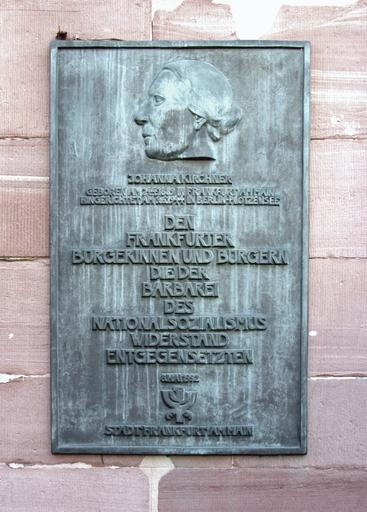 JOHANNA KIRCHNER
GEBOREN AM 24.4.1889 IN FRANKFURT AM MAIN
HINGERICHTET AM 9.6.1944 IN BERLIN-PLÖTZENSEE
DEN
FRANKFURTER
BÜRGERINNEN UND BÜRGERN
DIE DER
BARBAREI
DES
NATIONALSOZIALISMUS
WIDERSTAND
ENTGEGENSETZTEN
STADT FRANKFURT AM MAIN